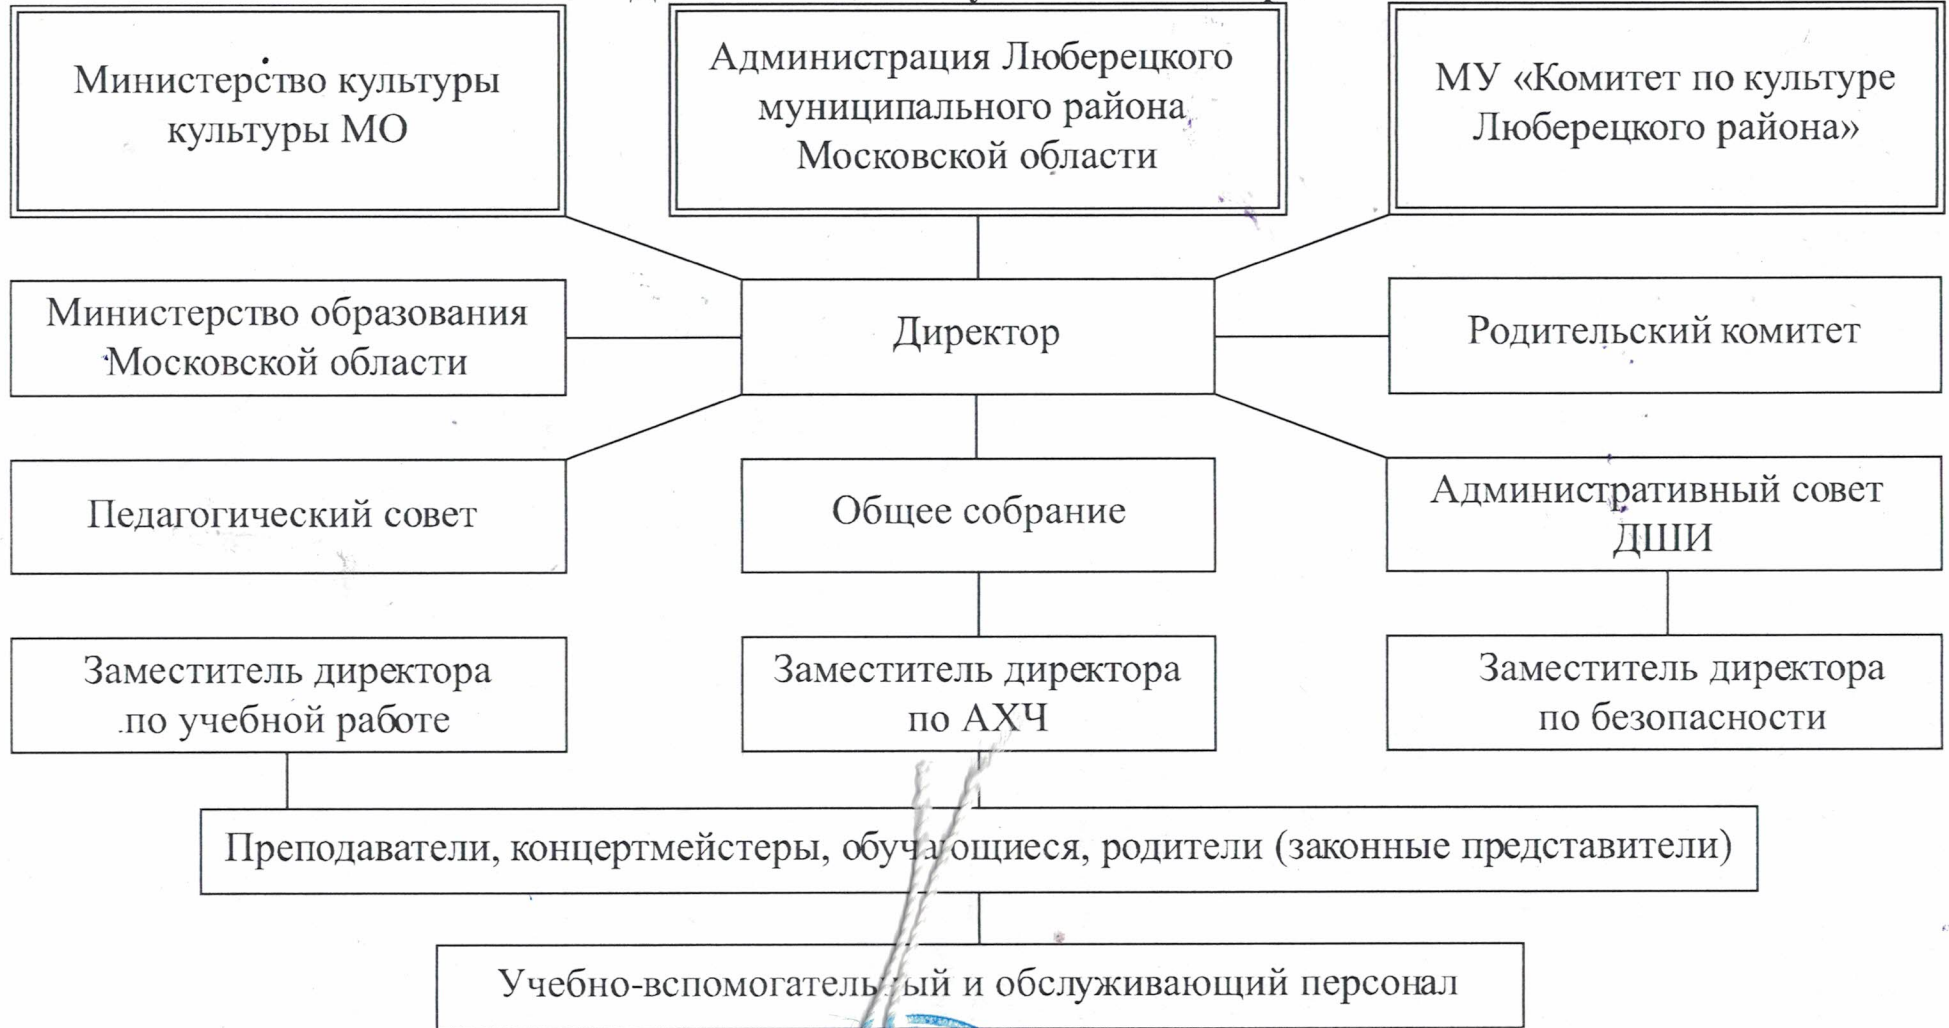 Министерство культуры
культуры МО
Администрация Люберецкого
муниципального района
Московской области
МУ «Комитет по культуре
Люберецкого района»
Министерство образования
Московской области
Директор
Родительский комитет
Педагогический совет
Общее собрание
Административный совет
ДШИ
Заместитель директора
по учебной работе
Заместитель директора
по АХЧ
Заместитель директора
по безопасности
Преподаватели, концертмейстеры, обучающиеся, родители (законные представители)
Учебно-вспомогательный и обслуживающий персонал